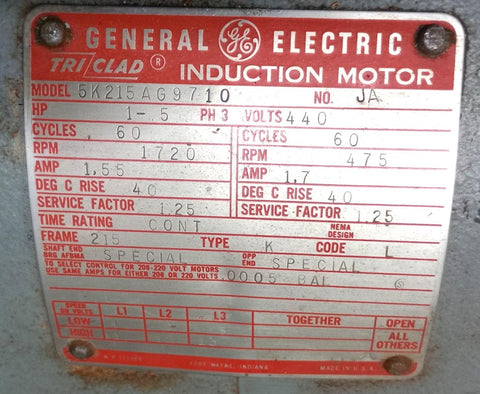 GENERAL GE ELECTRIC
TRI CLAD ® INDUCTION MOTOR
MODEL 5K215AG9710 NO. JA
HP 1-5 PH 3 VOLTS 440
CYCLES 60 CYCLES 60
RPM 1720 RPM 475
AMP 1.55 AMP 1.7
DEG C RISE 40 DEG C RISE 40
SERVICE FACTOR 1.25 SERVICE FACTOR 1.25
TIME RATING CONT NEMA DESIGN
FRAME 215 TYPE K CODE L
SHAFT END BRG AFBMA SPECIAL OPP END SPECIAL
TO SELECT CONTROL FOR 208-220 VOLT MOTORS
USE SAME AMPS FOR EITHER 208 OR 220 VOLTS .0005 BAL
SPEED OR VOLTS L1 L2 L3 TOGETHER OPEN
LOW
HIGH ALL OTHERS
FORT WAYNE, INDIANA MADE IN U.S.A.